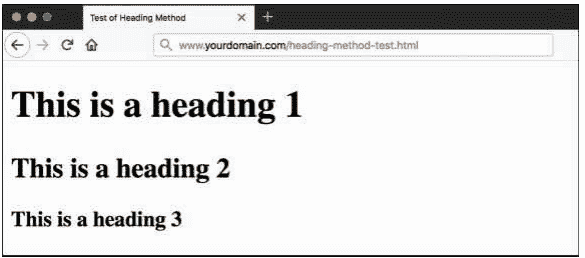 Test of Heading Method
www.yourdomain.com/heading-method-test.html
This is a heading 1
This is a heading 2
This is a heading 3